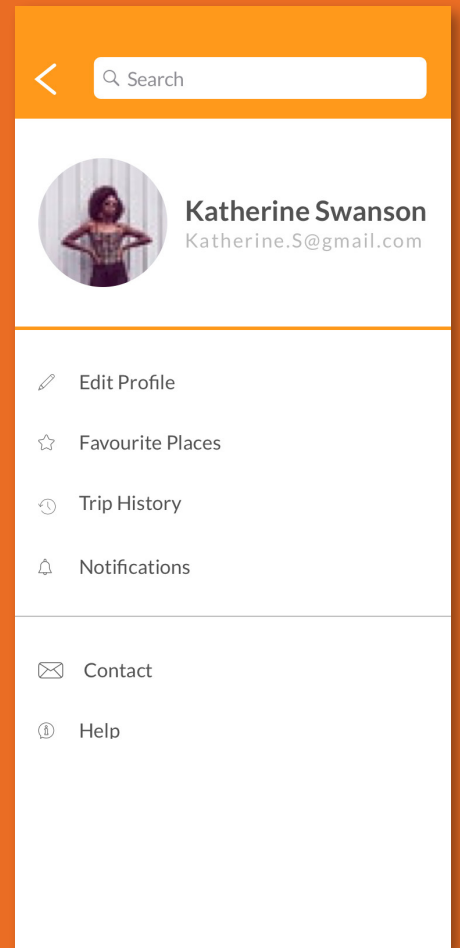 Search
Katherine Swanson
Katherine.S@gmail.com
Edit Profile
Favourite Places
Trip History
Notifications
Contact
Help